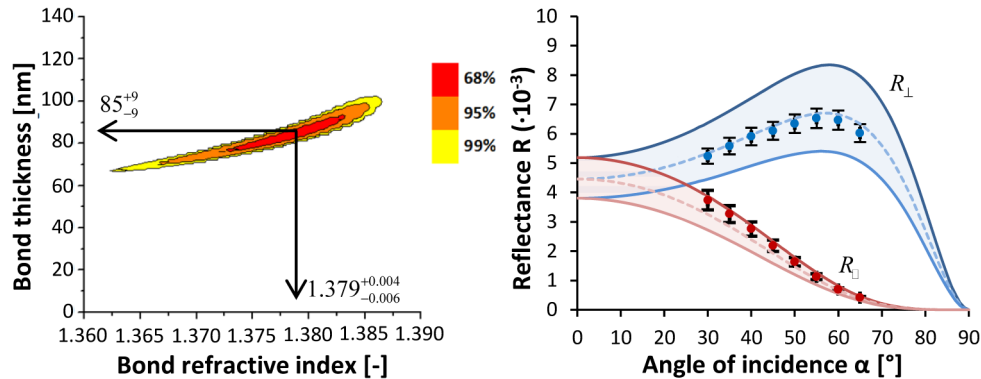 140
120
100
80
60
40
20
0
Bond thickness [nm]
85 +9 −9
1.379 +0.004 −0.006
68%
95%
99%
1.360 1.365 1.370 1.375 1.380 1.385 1.390
Bond refractive index [-]
10
9
8
7
6
5
4
3
2
1
0
Reflectance R (·10⁻³)
R⊥
R□
0 10 20 30 40 50 60 70 80 90
Angle of incidence α [°]